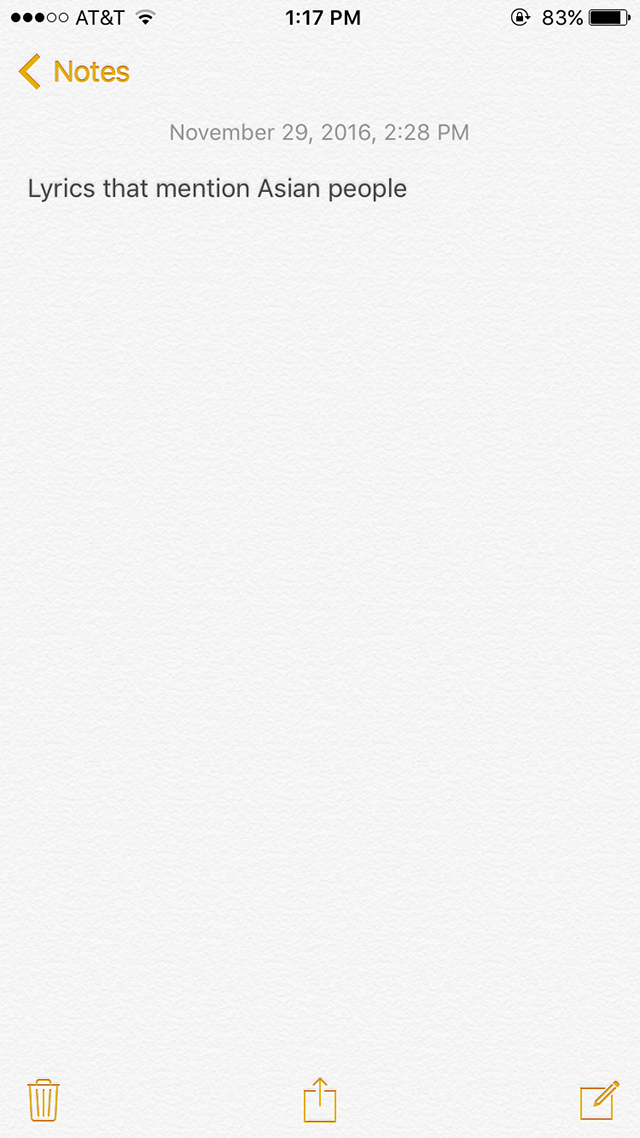 AT&T 1:17 PM 83%
Notes
November 29, 2016, 2:28 PM
Lyrics that mention Asian people